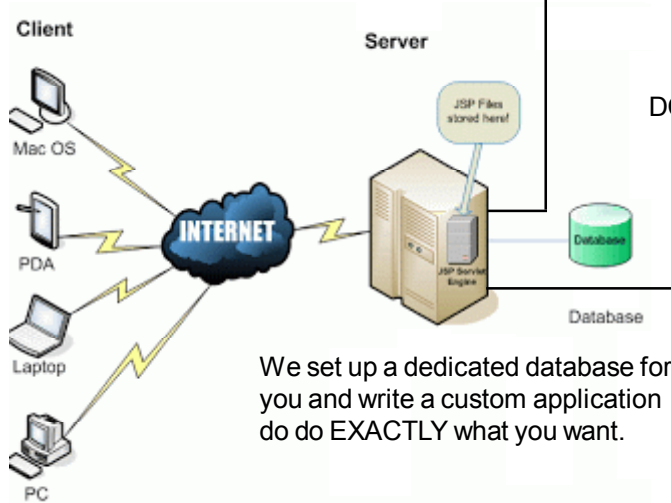 Client
Server
JSP Files
stored here!
Mac OS
INTERNET
PDA
JSP Servlet
Engine
Database
Database
Laptop
We set up a dedicated database for
you and write a custom application
do do EXACTLY what you want.
PC